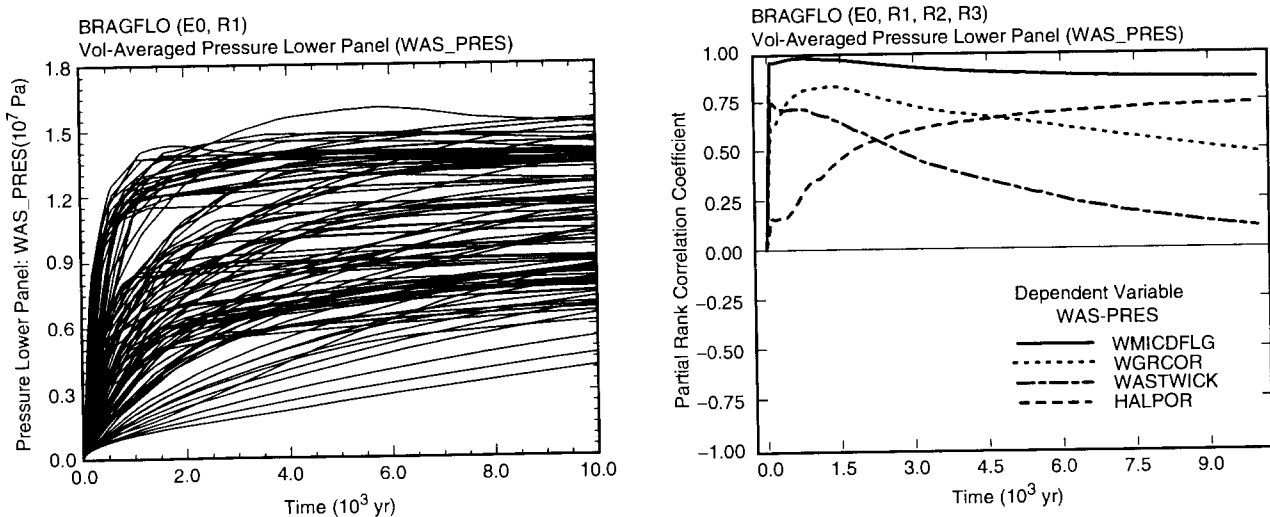 BRAGFLO (E0, R1)
Vol-Averaged Pressure Lower Panel (WAS_PRES)
Pressure Lower Panel: WAS_PRES(10⁷ Pa)
1.8
1.5
1.2
0.9
0.6
0.3
0.0
0.0 2.0 4.0 6.0 8.0 10.0
Time (10³ yr)
BRAGFLO (E0, R1, R2, R3)
Vol-Averaged Pressure Lower Panel (WAS_PRES)
Partial Rank Correlation Coefficient
1.00
0.75
0.50
0.25
0.00
−0.25
−0.50
−0.75
−1.00
Dependent Variable
WAS-PRES
WMICDFLG
WGRCOR
WASTWICK
HALPOR
0.0 1.5 3.0 4.5 6.0 7.5 9.0
Time (10³ yr)